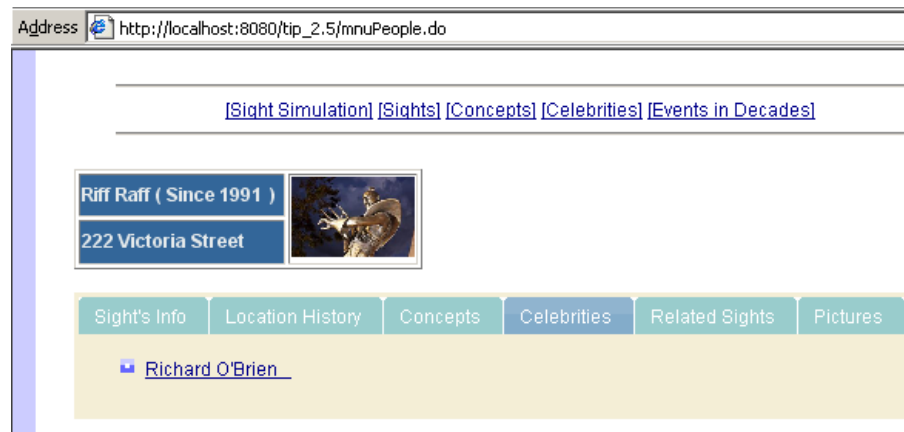 Address http://localhost:8080/tip_2.5/mnuPeople.do
[Sight Simulation] [Sights] [Concepts] [Celebrities] [Events in Decades]
Riff Raff ( Since 1991 )
222 Victoria Street
Sight's Info Location History Concepts Celebrities Related Sights Pictures
Richard O'Brien